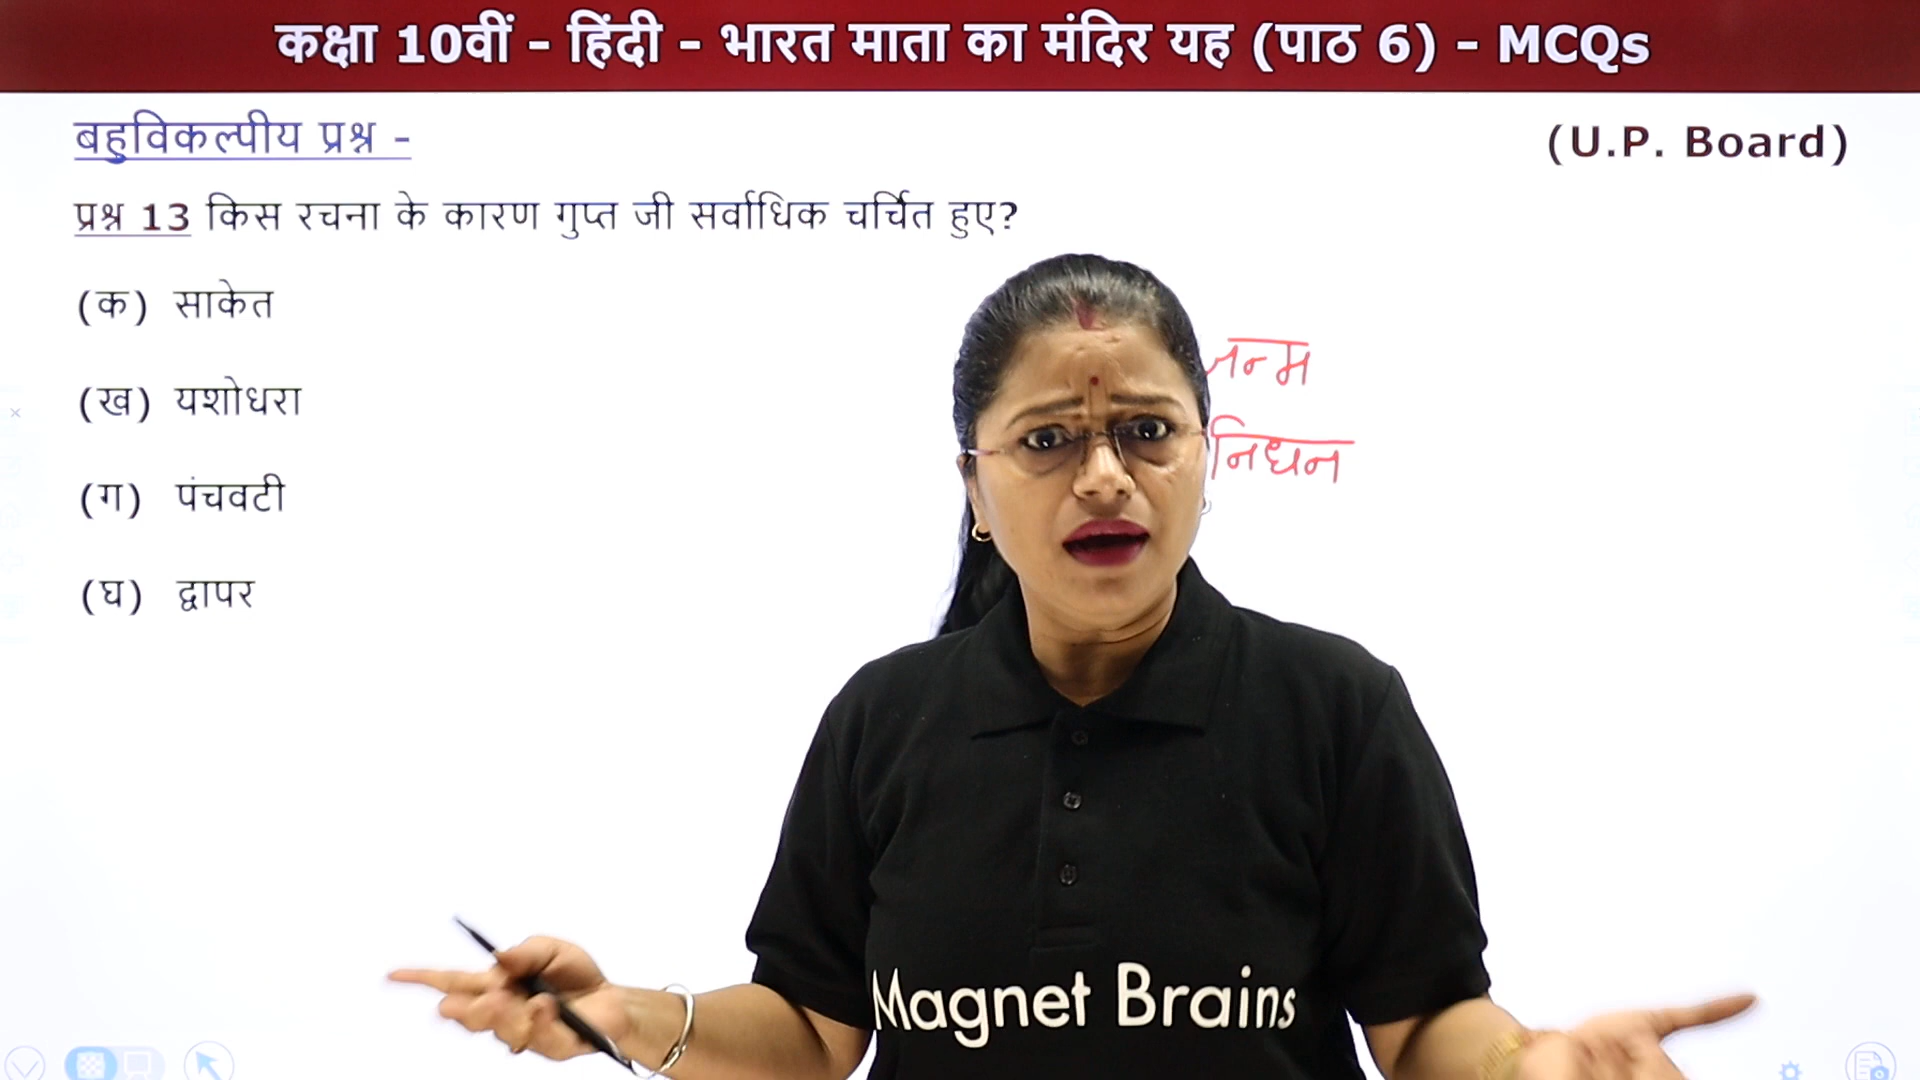 कक्षा 10वीं - हिंदी - भारत माता का मंदिर यह (पाठ 6) - MCQs
बहुविकल्पीय प्रश्न -
(U.P. Board)
प्रश्न 13 किस रचना के कारण गुप्त जी सर्वाधिक चर्चित हुए?
(क) साकेत
(ख) यशोधरा
(ग) पंचवटी
(घ) द्वापर
जन्म
निधन
Magnet Brains